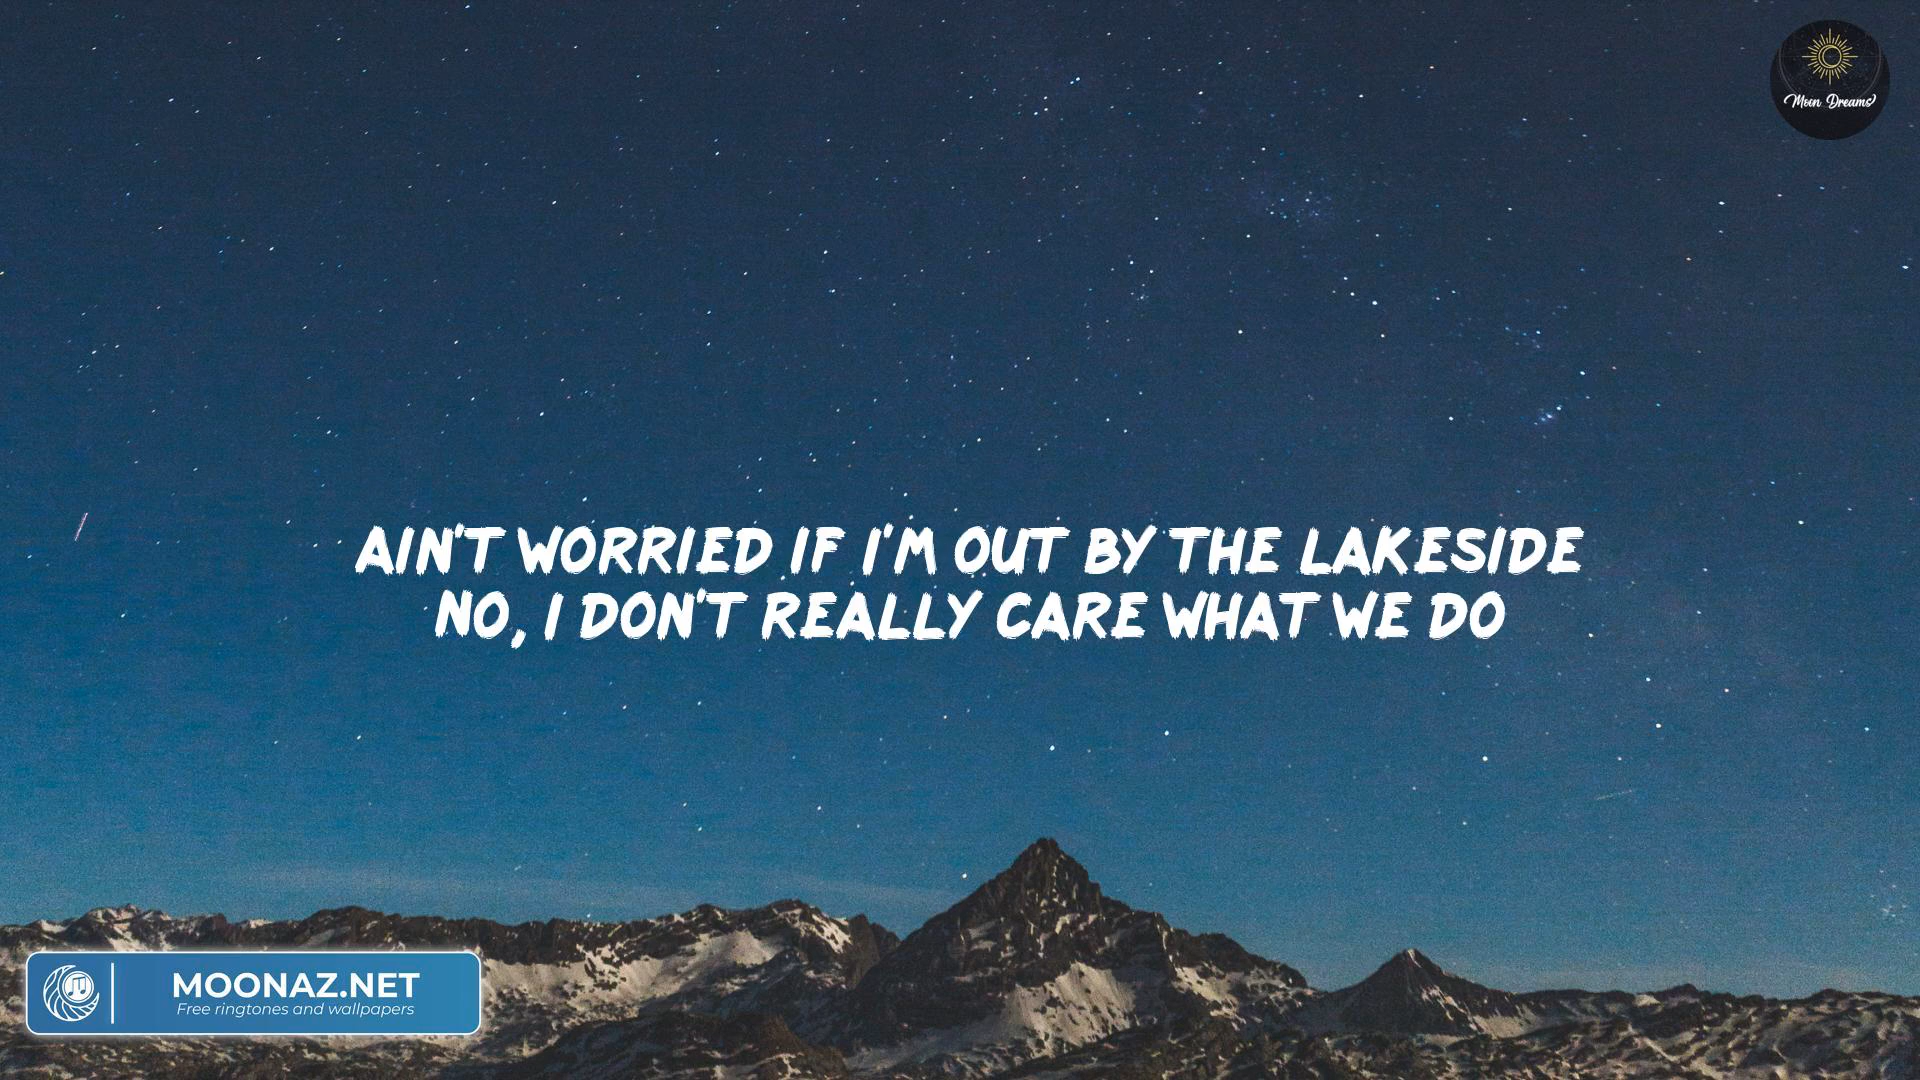 Moon Dreams
AIN'T WORRIED IF I'M OUT BY THE LAKESIDE
NO, I DON'T REALLY CARE WHAT WE DO
MOONAZ.NET
Free ringtones and wallpapers